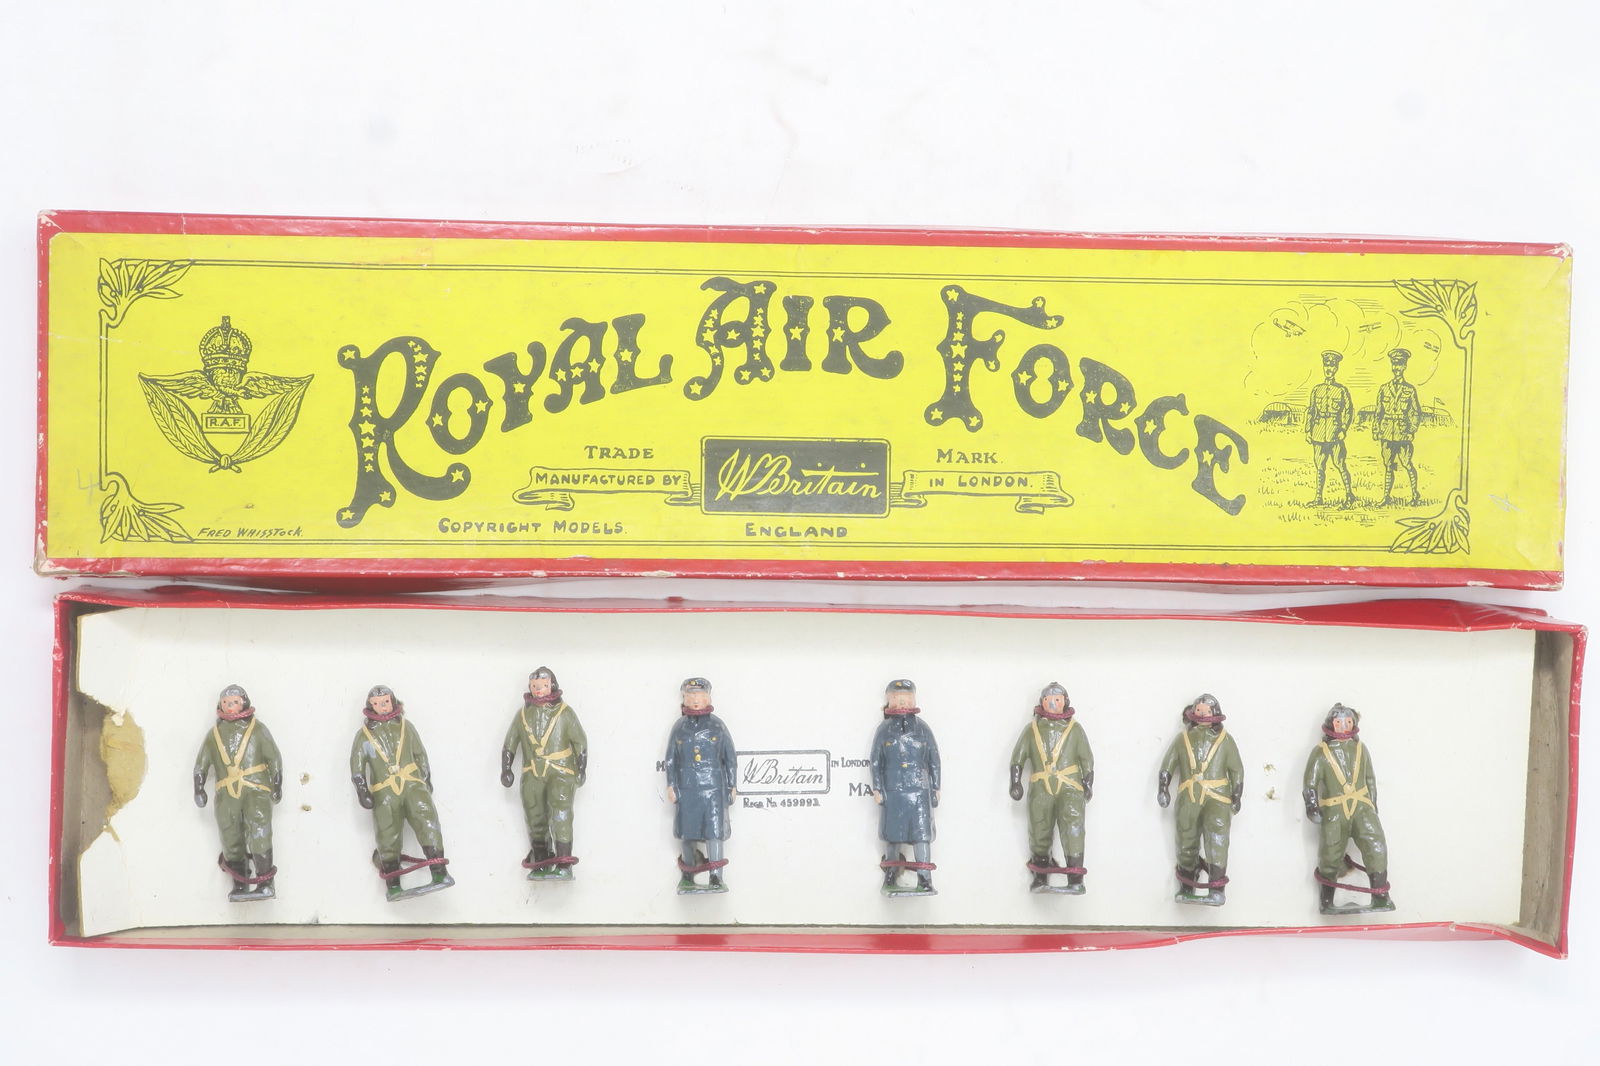 ROYAL AIR FORCE
R.A.F.
TRADE MARK.
MANUFACTURED BY W Britain IN LONDON.
COPYRIGHT MODELS. ENGLAND
FRED WHISSTOCK.
W Britain IN LONDON
REGD. No. 459993.